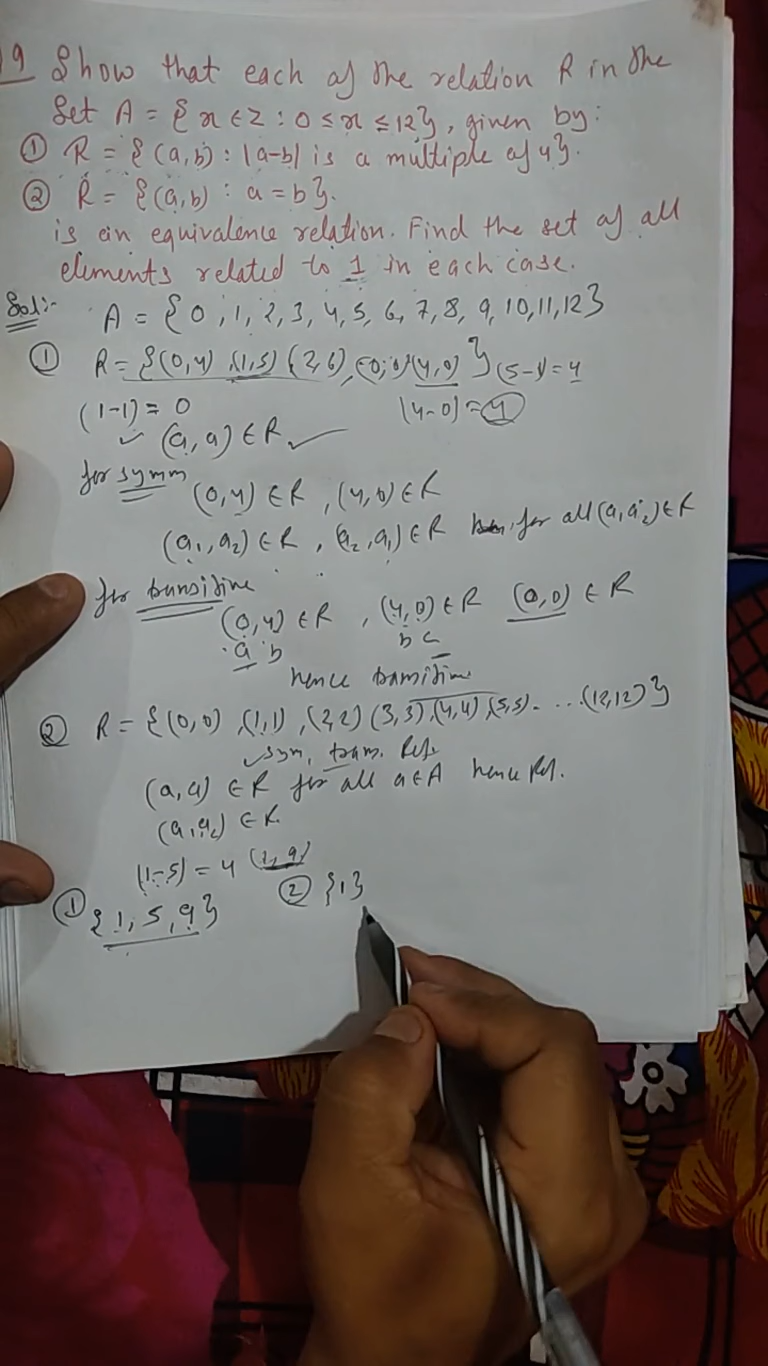 9 Show that each of the relation R in the
Set A = {x ∈ Z : 0 ≤ x ≤ 12}, given by:
① R = {(a,b) : |a-b| is a multiple of 4}.
② R = {(a,b) : a = b}.
is an equivalence relation. Find the set of all
elements related to 1 in each case.
Sol:- A = {0, 1, 2, 3, 4, 5, 6, 7, 8, 9, 10, 11, 12}
① R = {(0,4), (1,5) (2,6), (0,0) (4,0)} (5-1) = 4
(1-1) = 0 |4-0| = 4
(a,a) ∈ R
for symm
(0,4) ∈ R, (4,0) ∈ R
(a₁,a₂) ∈ R, (a₂,a₁) ∈ R for all (a₁a₂) ∈ R
for transitive
(0,4) ∈ R, (4,0) ∈ R (0,0) ∈ R
a b b c
hence transitive
② R = {(0,0), (1,1), (2,2) (3,3), (4,4), (5,5)- ...(12,12)}
sym, trans. Ref.
(a,a) ∈ R for all a∈A hence Ref.
(a₁a₂) ∈ R
(1-5) = 4 (1,9)
① {1, 5, 9} ② {1}